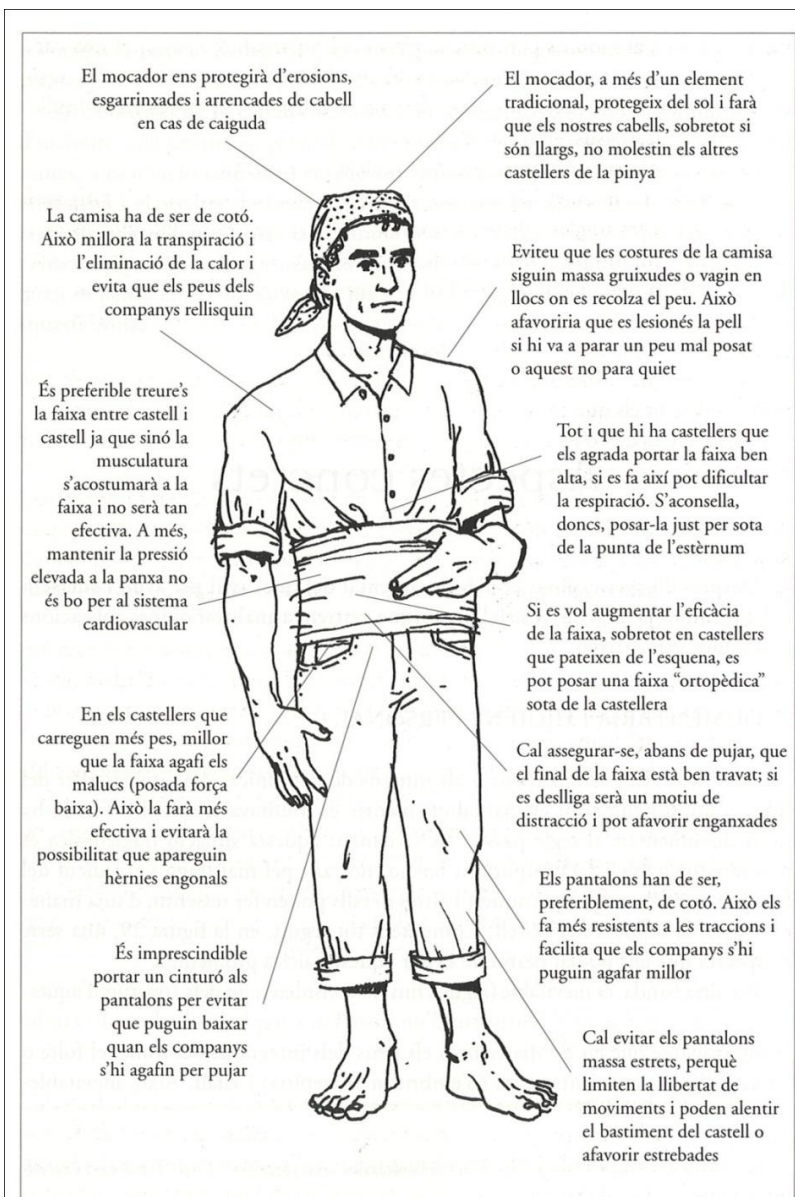 El mocador ens protegirà d'erosions,
esgarrinxades i arrencades de cabell
en cas de caiguda
El mocador, a més d'un element
tradicional, protegeix del sol i farà
que els nostres cabells, sobretot si
són llargs, no molestin els altres
castellers de la pinya
La camisa ha de ser de cotó.
Això millora la transpiració i
l'eliminació de la calor i
evita que els peus dels
companys rellisquin
Eviteu que les costures de la camisa
siguin massa gruixudes o vagin en
llocs on es recolza el peu. Això
afavoriria que es lesionés la pell
si hi va a parar un peu mal posat
o aquest no para quiet
És preferible treure's
la faixa entre castell i
castell ja que sinó la
musculatura
s'acostumarà a la
faixa i no serà tan
efectiva. A més,
mantenir la pressió
elevada a la panxa no
és bo per al sistema
cardiovascular
Tot i que hi ha castellers que
els agrada portar la faixa ben
alta, si es fa així pot dificultar
la respiració. S'aconsella,
doncs, posar-la just per sota
de la punta de l'estèrnum
Si es vol augmentar l'eficàcia
de la faixa, sobretot en castellers
que pateixen de l'esquena, es
pot posar una faixa "ortopèdica"
sota de la castellera
En els castellers que
carreguen més pes, millor
que la faixa agafi els
malucs (posada força
baixa). Això la farà més
efectiva i evitarà la
possibilitat que apareguin
hèrnies engonals
Cal assegurar-se, abans de pujar, que
el final de la faixa està ben travat; si
es deslliga serà un motiu de
distracció i pot afavorir enganxades
Els pantalons han de ser,
preferiblement, de cotó. Això els
fa més resistents a les traccions i
facilita que els companys s'hi
puguin agafar millor
És imprescindible
portar un cinturó als
pantalons per evitar
que puguin baixar
quan els companys
s'hi agafin per pujar
Cal evitar els pantalons
massa estrets, perquè
limiten la llibertat de
moviments i poden alentir
el bastiment del castell o
afavorir estrebades